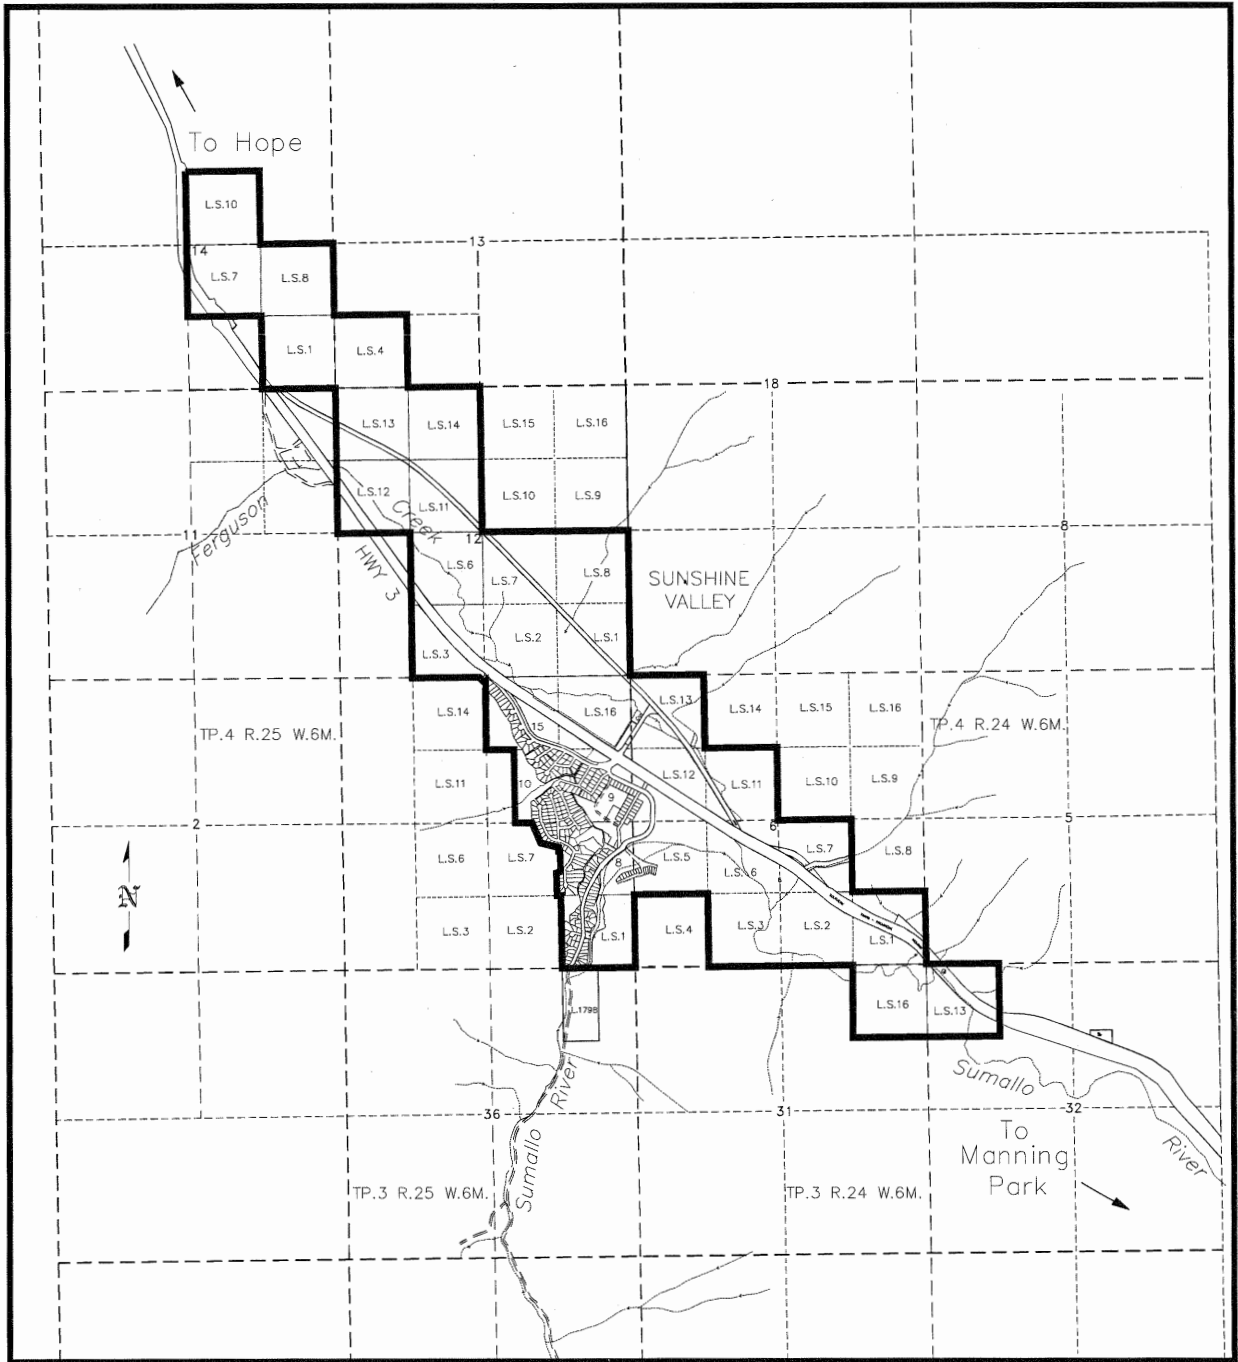 To Hope
L.S.10
14
13
L.S.7
L.S.8
L.S.1
L.S.4
18
L.S.13
L.S.14
L.S.15
L.S.16
L.S.12
L.S.11
L.S.10
L.S.9
Ferguson
Creek
11
12
8
HWY 3
L.S.6
L.S.7
L.S.8
SUNSHINE
VALLEY
L.S.3
L.S.2
L.S.1
L.S.14
15
L.S.16
L.S.13
L.S.14
L.S.15
L.S.16
TP.4 R.25 W.6M.
TP.4 R.24 W.6M.
L.S.11
10
9
L.S.12
L.S.11
L.S.10
L.S.9
2
6
5
L.S.6
L.S.7
8
L.S.5
L.S.6
L.S.7
L.S.8
N
L.S.3
L.S.2
L.S.1
L.S.4
L.S.3
L.S.2
L.S.1
L.1798
L.S.16
L.S.13
Sumallo
River
36
31
32
Sumallo
River
To
Manning
Park
TP.3 R.25 W.6M.
TP.3 R.24 W.6M.